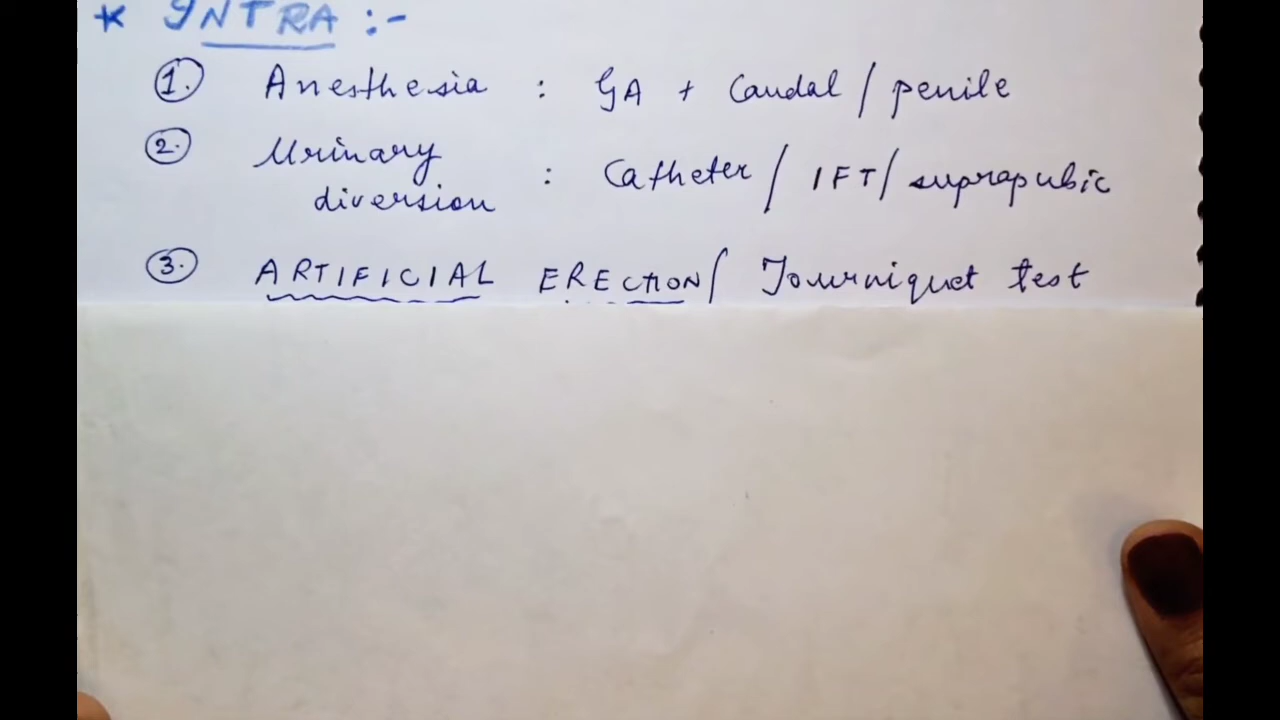 * INTRA :-
1. Anesthesia : GA + Caudal / penile
2. Urinary diversion : Catheter / IFT / suprapubic
3. ARTIFICIAL ERECTION / Tourniquet test